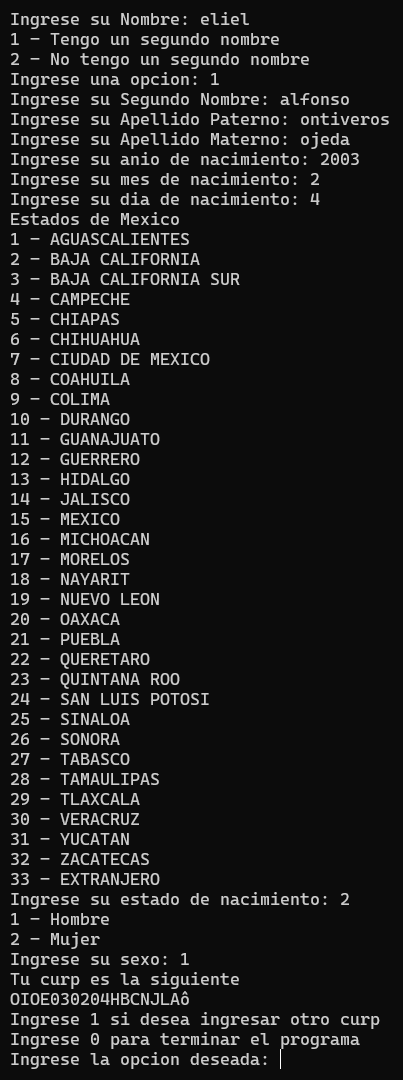 Ingrese su Nombre: eliel
1 - Tengo un segundo nombre
2 - No tengo un segundo nombre
Ingrese una opcion: 1
Ingrese su Segundo Nombre: alfonso
Ingrese su Apellido Paterno: ontiveros
Ingrese su Apellido Materno: ojeda
Ingrese su anio de nacimiento: 2003
Ingrese su mes de nacimiento: 2
Ingrese su dia de nacimiento: 4
Estados de Mexico
1 - AGUASCALIENTES
2 - BAJA CALIFORNIA
3 - BAJA CALIFORNIA SUR
4 - CAMPECHE
5 - CHIAPAS
6 - CHIHUAHUA
7 - CIUDAD DE MEXICO
8 - COAHUILA
9 - COLIMA
10 - DURANGO
11 - GUANAJUATO
12 - GUERRERO
13 - HIDALGO
14 - JALISCO
15 - MEXICO
16 - MICHOACAN
17 - MORELOS
18 - NAYARIT
19 - NUEVO LEON
20 - OAXACA
21 - PUEBLA
22 - QUERETARO
23 - QUINTANA ROO
24 - SAN LUIS POTOSI
25 - SINALOA
26 - SONORA
27 - TABASCO
28 - TAMAULIPAS
29 - TLAXCALA
30 - VERACRUZ
31 - YUCATAN
32 - ZACATECAS
33 - EXTRANJERO
Ingrese su estado de nacimiento: 2
1 - Hombre
2 - Mujer
Ingrese su sexo: 1
Tu curp es la siguiente
OIOE030204HBCNJLAô
Ingrese 1 si desea ingresar otro curp
Ingrese 0 para terminar el programa
Ingrese la opcion deseada: